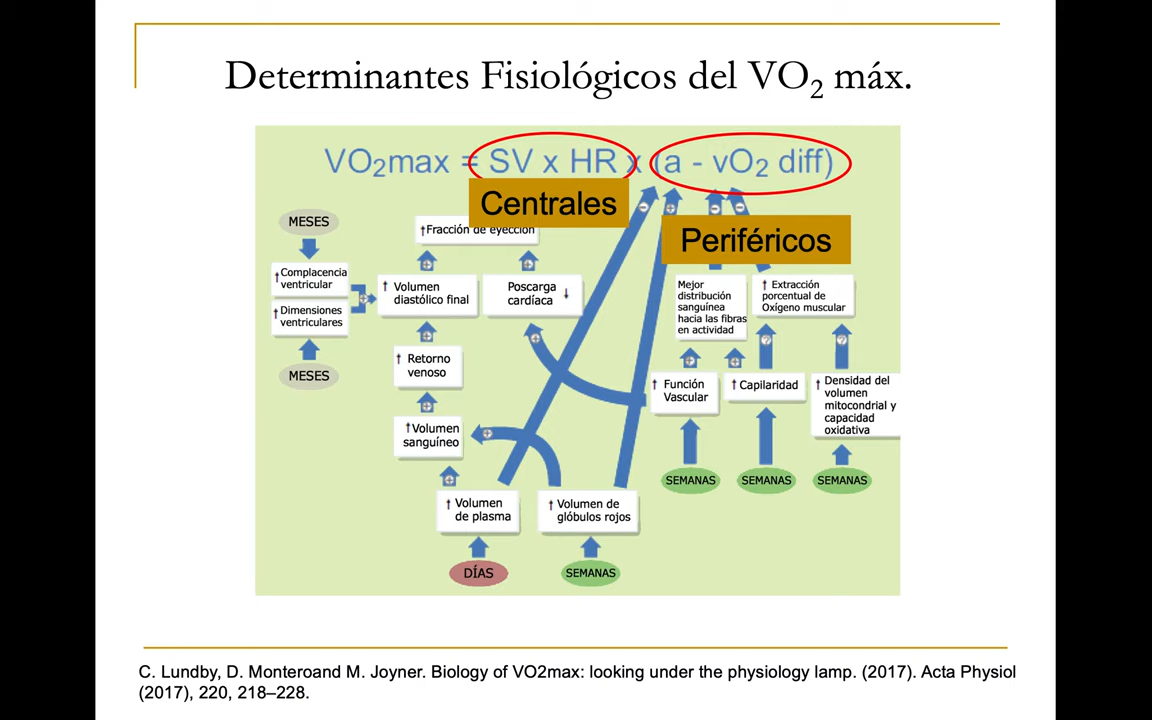 Determinantes Fisiológicos del VO2 máx.
VO2max = SV x HR x (a - vO2 diff)
Centrales
Periféricos
MESES
↑Fracción de eyección
↑Complacencia
ventricular
↑Dimensiones
ventriculares
MESES
↑ Volumen
diastólico final
Poscarga
cardíaca ↓
Mejor
distribución
sanguínea
hacia las fibras
en actividad
↑ Extracción
porcentual de
Oxígeno muscular
↑ Retorno
venoso
↑ Función
Vascular
↑Capilaridad
↑ Densidad del
volumen
mitocondrial y
capacidad
oxidativa
↑Volumen
sanguíneo
SEMANAS
SEMANAS
SEMANAS
↑ Volumen
de plasma
↑ Volumen de
glóbulos rojos
DÍAS
SEMANAS
C. Lundby, D. Monteroand M. Joyner. Biology of VO2max: looking under the physiology lamp. (2017). Acta Physiol
(2017), 220, 218–228.